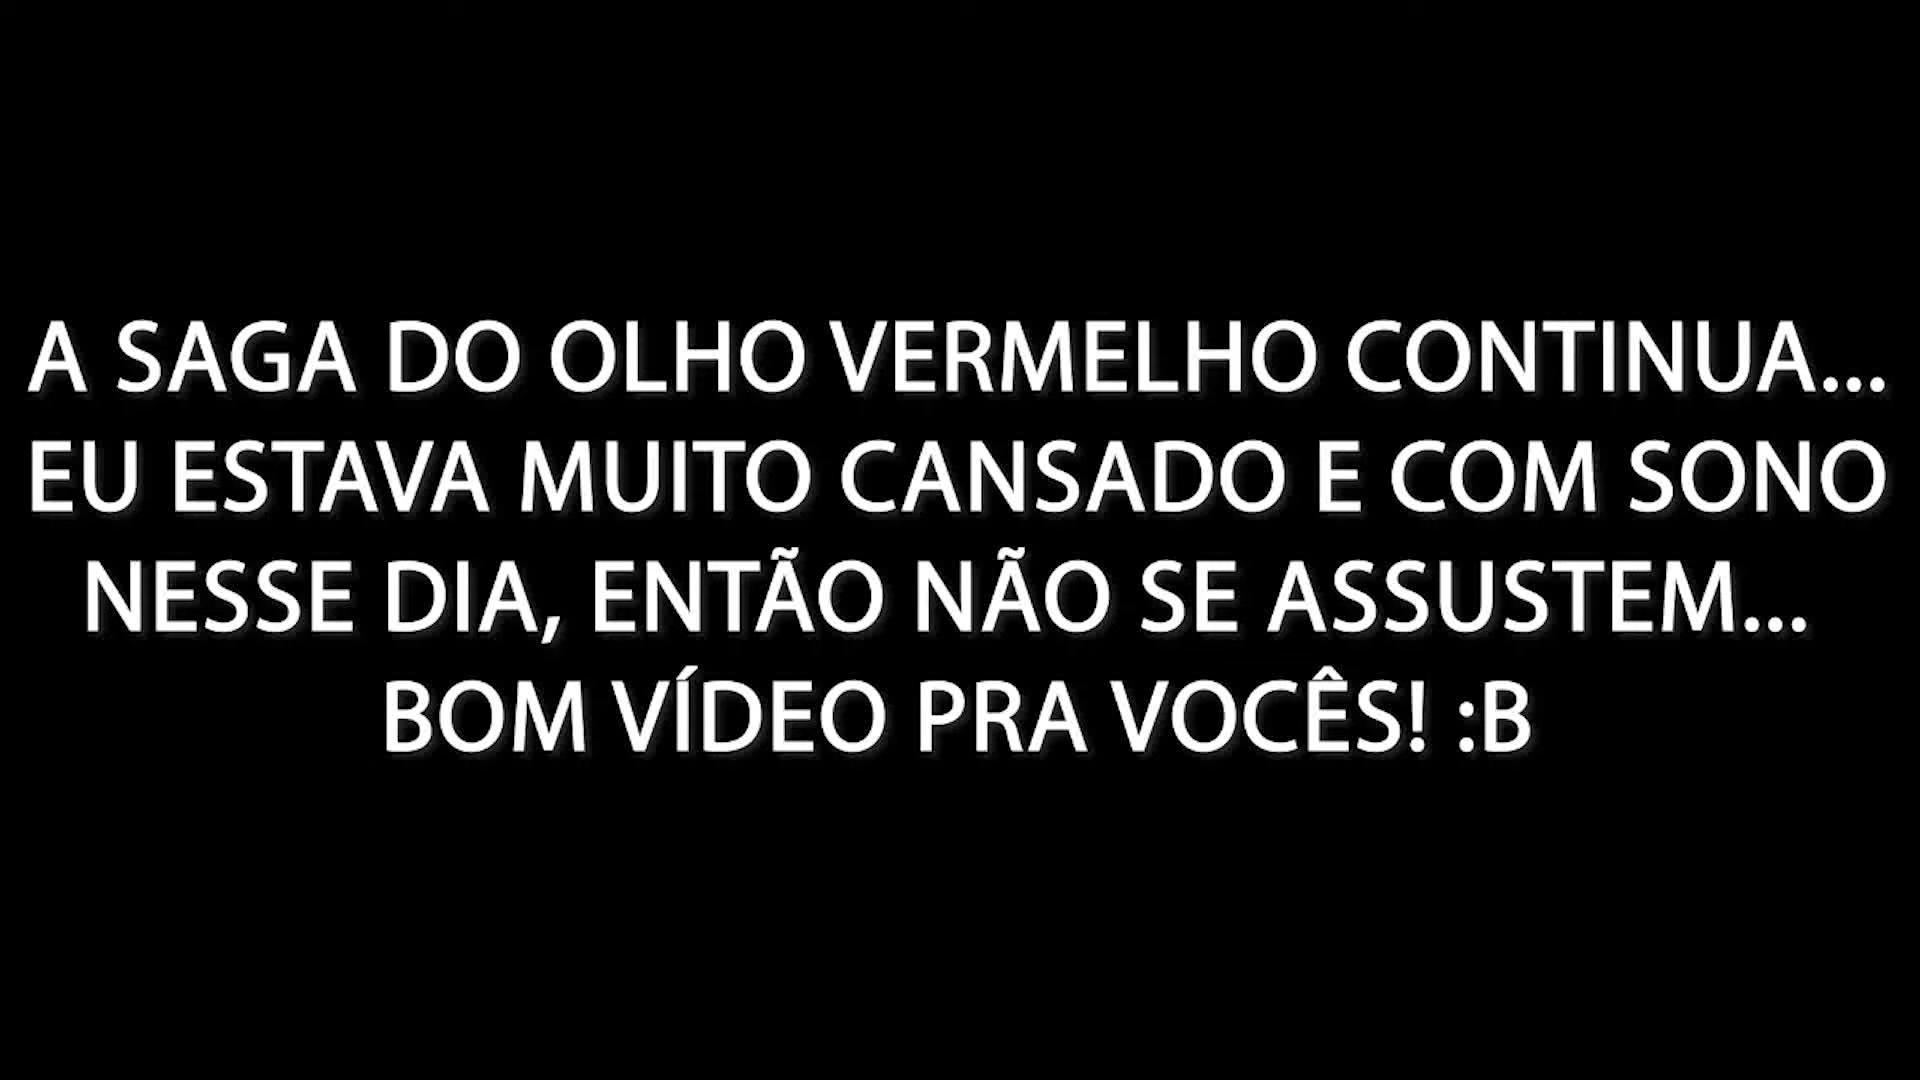 A SAGA DO OLHO VERMELHO CONTINUA...
EU ESTAVA MUITO CANSADO E COM SONO
NESSE DIA, ENTÃO NÃO SE ASSUSTEM...
BOM VÍDEO PRA VOCÊS! :B